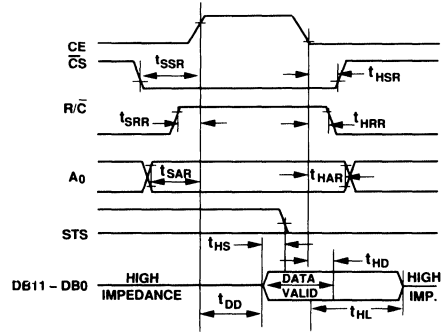 CE
C̅S̅
tSSR
tHSR
R/C̅
tSRR
tHRR
A0
tSAR
tHAR
STS
tHS
tHD
DB11 – DB0
HIGH IMPEDANCE
DATA VALID
HIGH IMP.
tDD
tHL